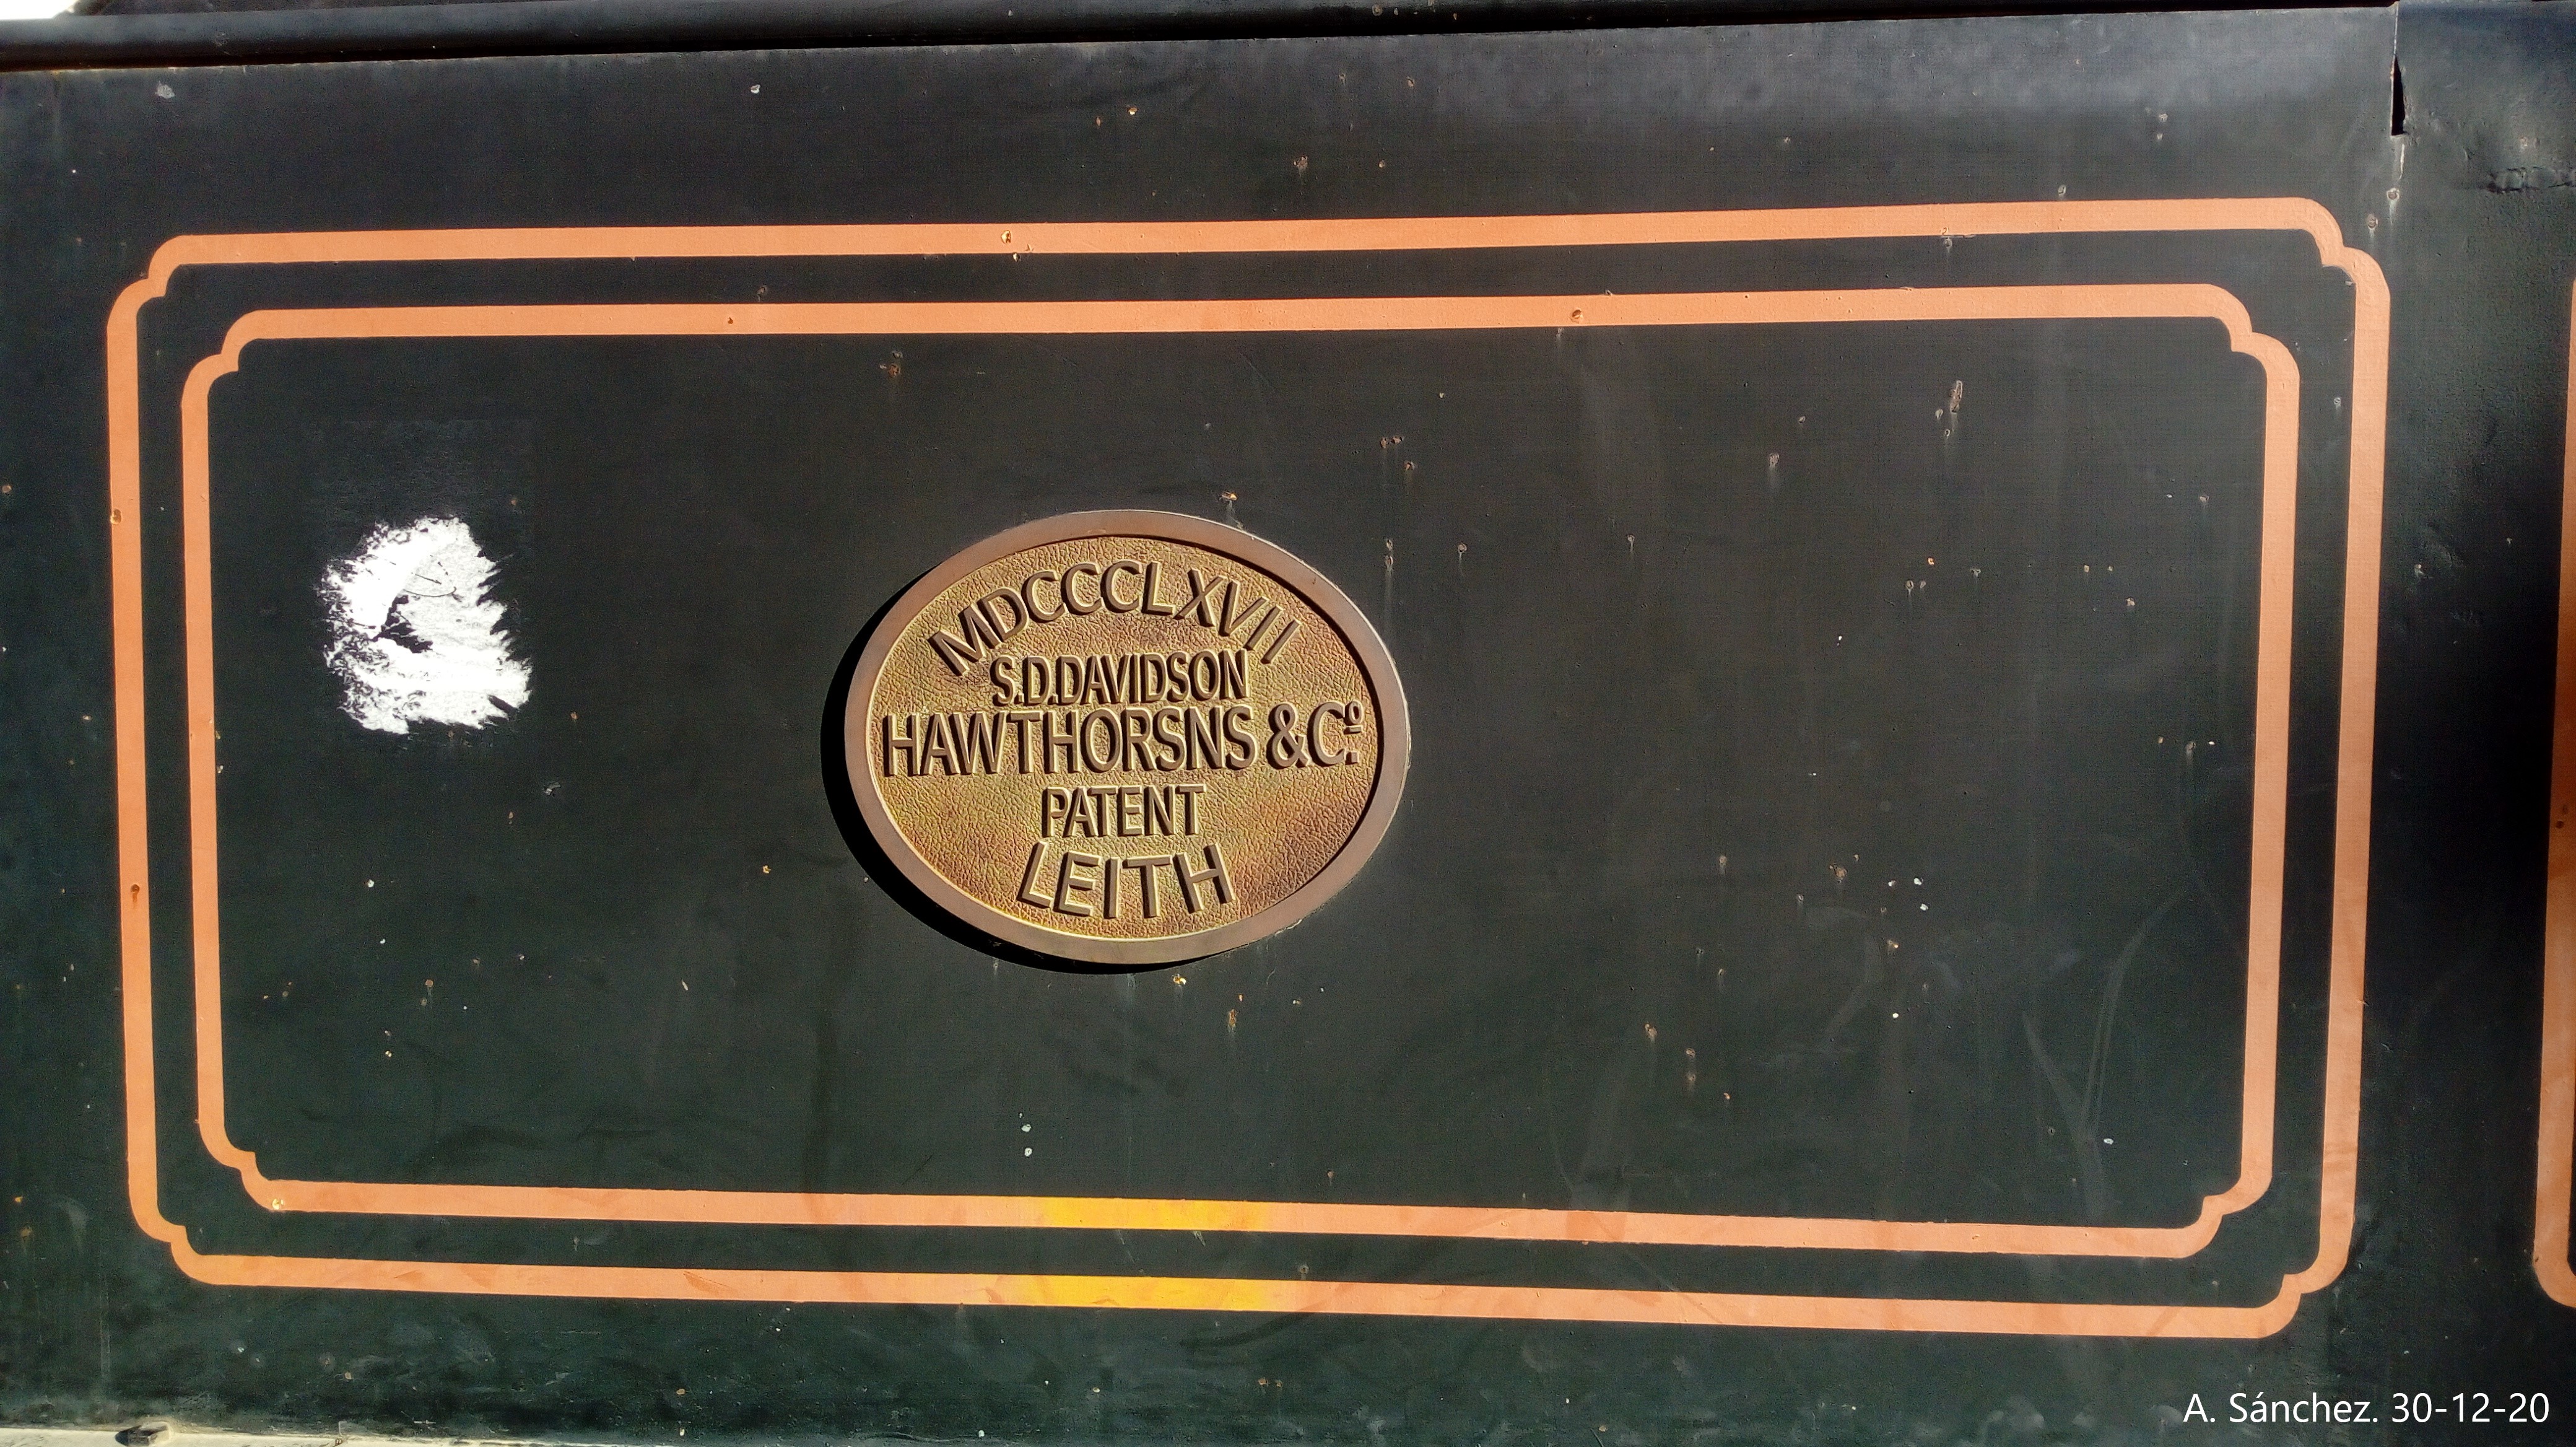 MDCCCLXVII
S.D.DAVIDSON
HAWTHORSNS & Cº.
PATENT
LEITH
A. Sánchez. 30-12-20